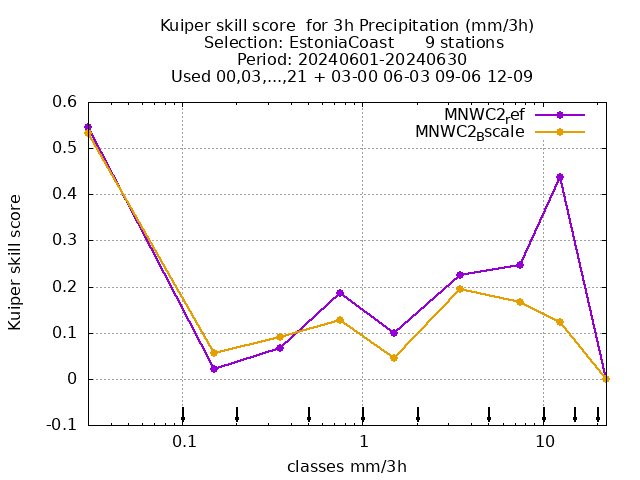 Kuiper skill score  for 3h Precipitation (mm/3h)
Selection: EstoniaCoast      9 stations
Period: 20240601-20240630
Used 00,03,...,21 + 03-00 06-03 09-06 12-09
MNWC2_ref
MNWC2_Bscale
0.6
0.5
0.4
0.3
0.2
0.1
0
-0.1
Kuiper skill score
0.1
1
10
classes mm/3h